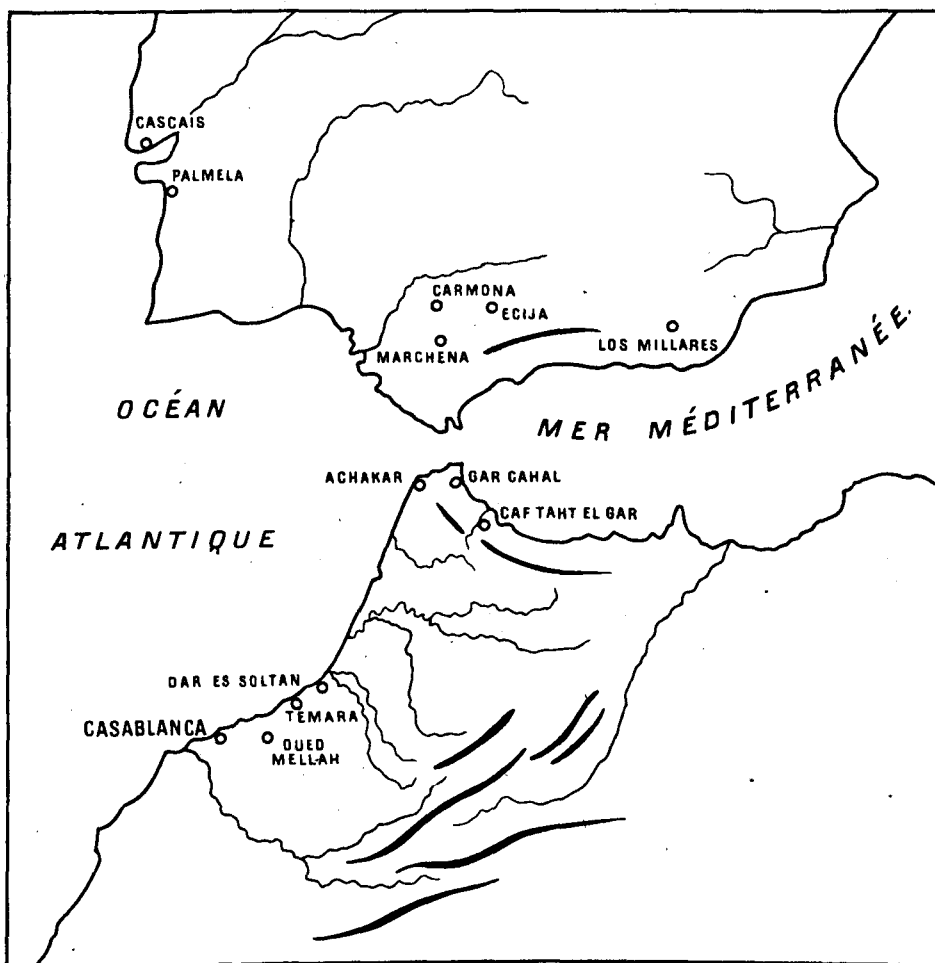 CASCAIS
PALMELA
CARMONA
ECIJA
MARCHENA
LOS MILLARES
OCÉAN
MER MÉDITERRANÉE.
ACHAKAR
GAR CAHAL
CAF TAHT EL GAR
ATLANTIQUE
DAR ES SOLTAN
TEMARA
CASABLANCA
OUED
MELLAH